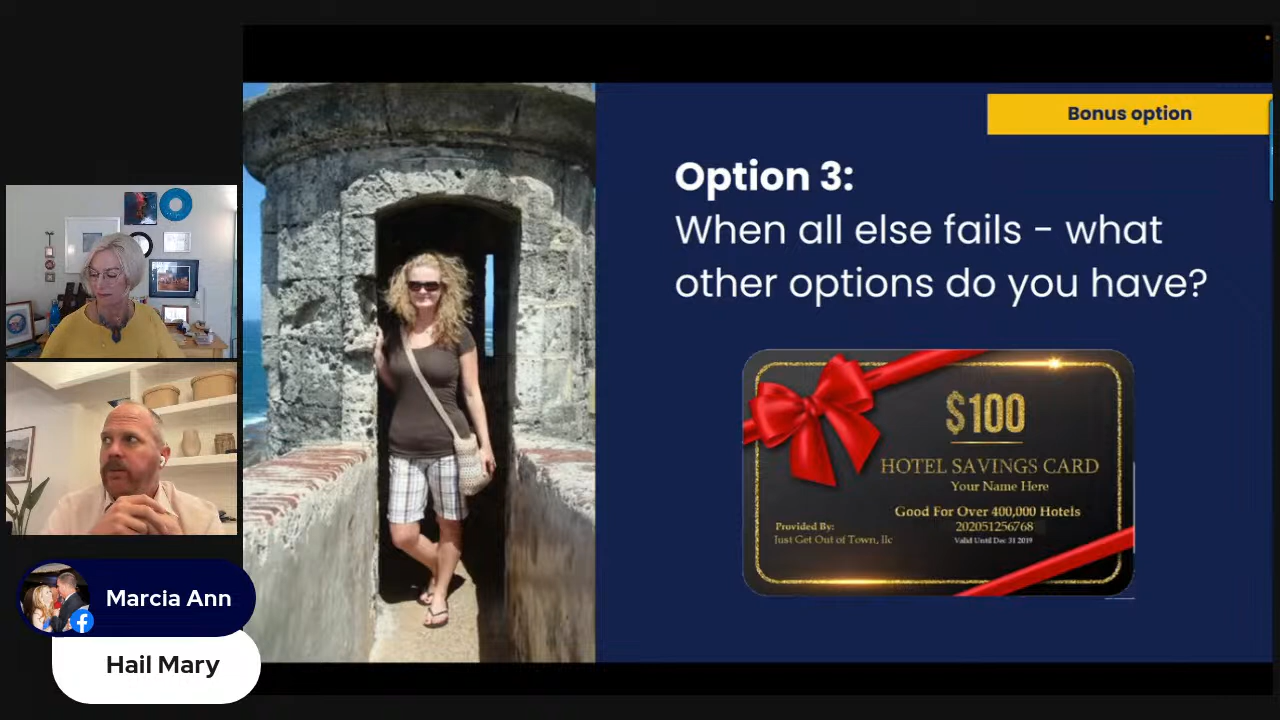 Bonus option
Option 3:
When all else fails - what
other options do you have?
$100
HOTEL SAVINGS CARD
Your Name Here
Good For Over 400,000 Hotels
202051256768
Valid Until Dec 31 2019
Provided By:
Just Get Out of Town, llc
Marcia Ann
Hail Mary